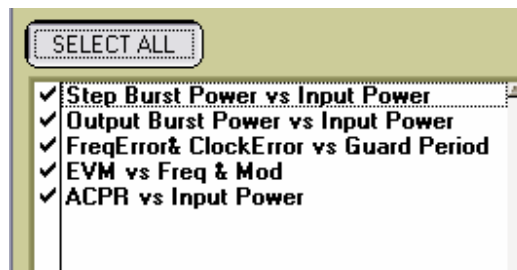 SELECT ALL
Step Burst Power vs Input Power
Output Burst Power vs Input Power
FreqError& ClockError vs Guard Period
EVM vs Freq & Mod
ACPR vs Input Power